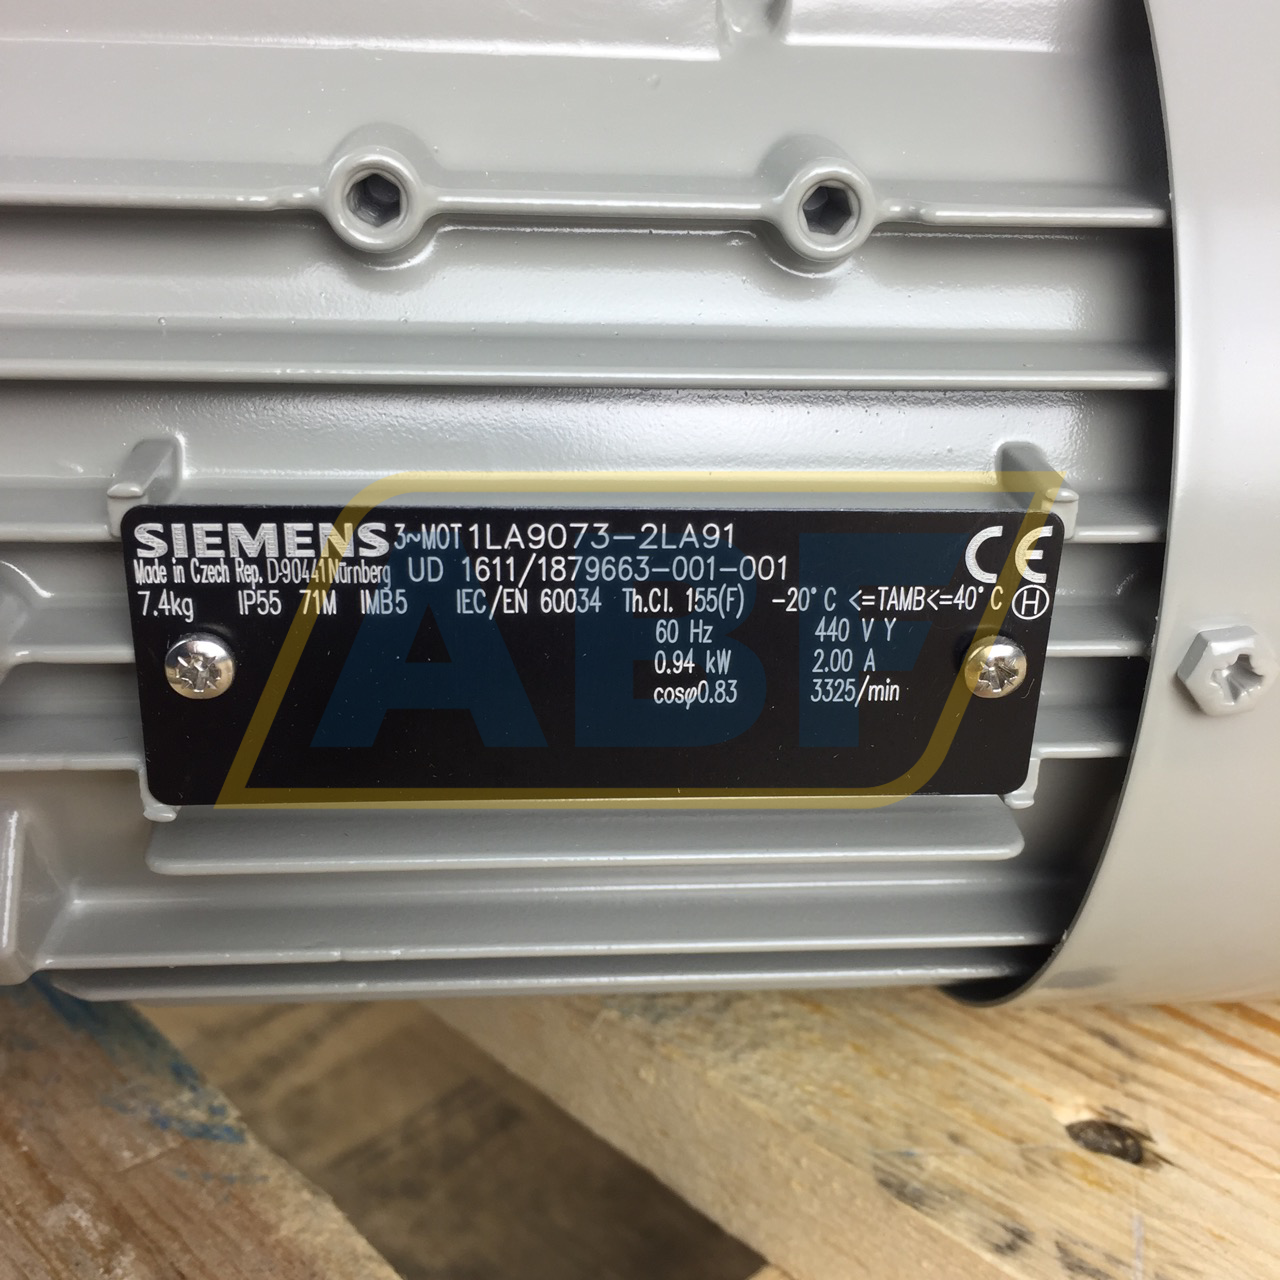 SIEMENS 3~MOT 1LA9073-2LA91 CE
Made in Czech Rep. D-90441 Nürnberg UD 1611/1879663-001-001
7.4kg IP55 71M IMB5 IEC/EN 60034 Th.Cl. 155(F) -20°C <=TAMB<=40°C H
60 Hz 440 V Y
0.94 kW 2.00 A
cosφ0.83 3325/min
ABF